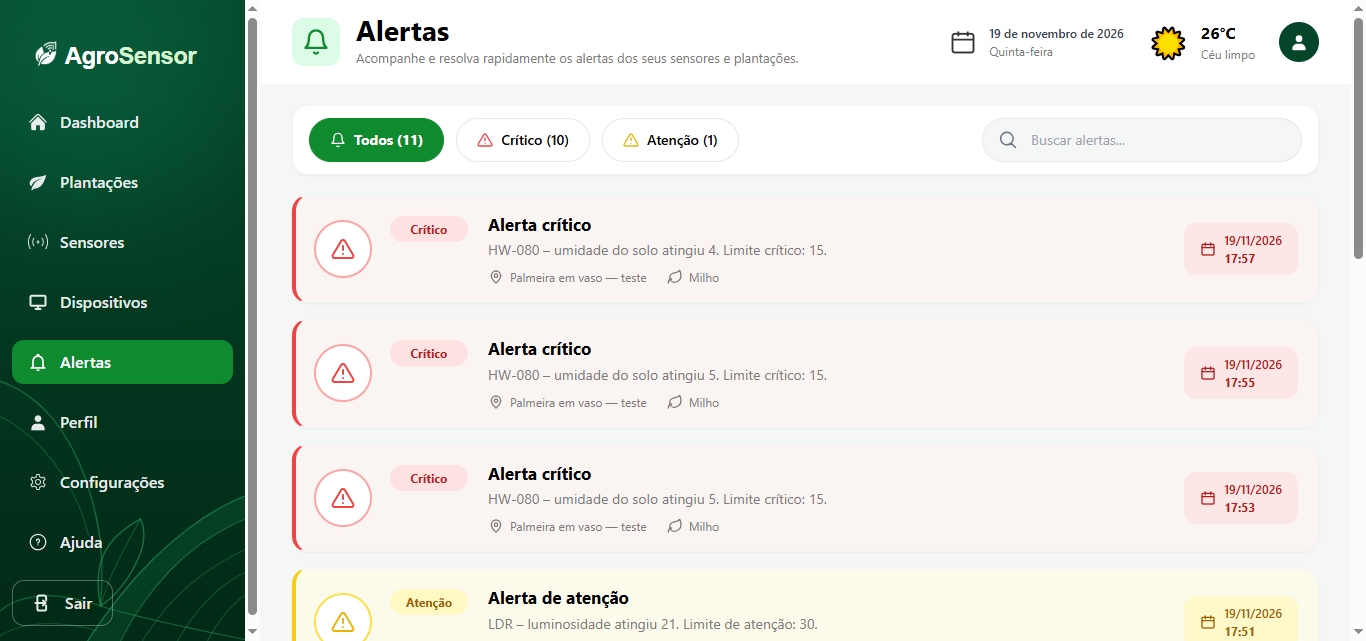 AgroSensor
Dashboard
Plantações
Sensores
Dispositivos
Alertas
Perfil
Configurações
Ajuda
Sair
Alertas
Acompanhe e resolva rapidamente os alertas dos seus sensores e plantações.
19 de novembro de 2026
Quinta-feira
26°C
Céu limpo
Todos (11)
Crítico (10)
Atenção (1)
Buscar alertas...
Crítico
Alerta crítico
HW-080 – umidade do solo atingiu 4. Limite crítico: 15.
Palmeira em vaso — teste
Milho
19/11/2026
17:57
Crítico
Alerta crítico
HW-080 – umidade do solo atingiu 5. Limite crítico: 15.
Palmeira em vaso — teste
Milho
19/11/2026
17:55
Crítico
Alerta crítico
HW-080 – umidade do solo atingiu 5. Limite crítico: 15.
Palmeira em vaso — teste
Milho
19/11/2026
17:53
Atenção
Alerta de atenção
LDR – luminosidade atingiu 21. Limite de atenção: 30.
19/11/2026
17:51